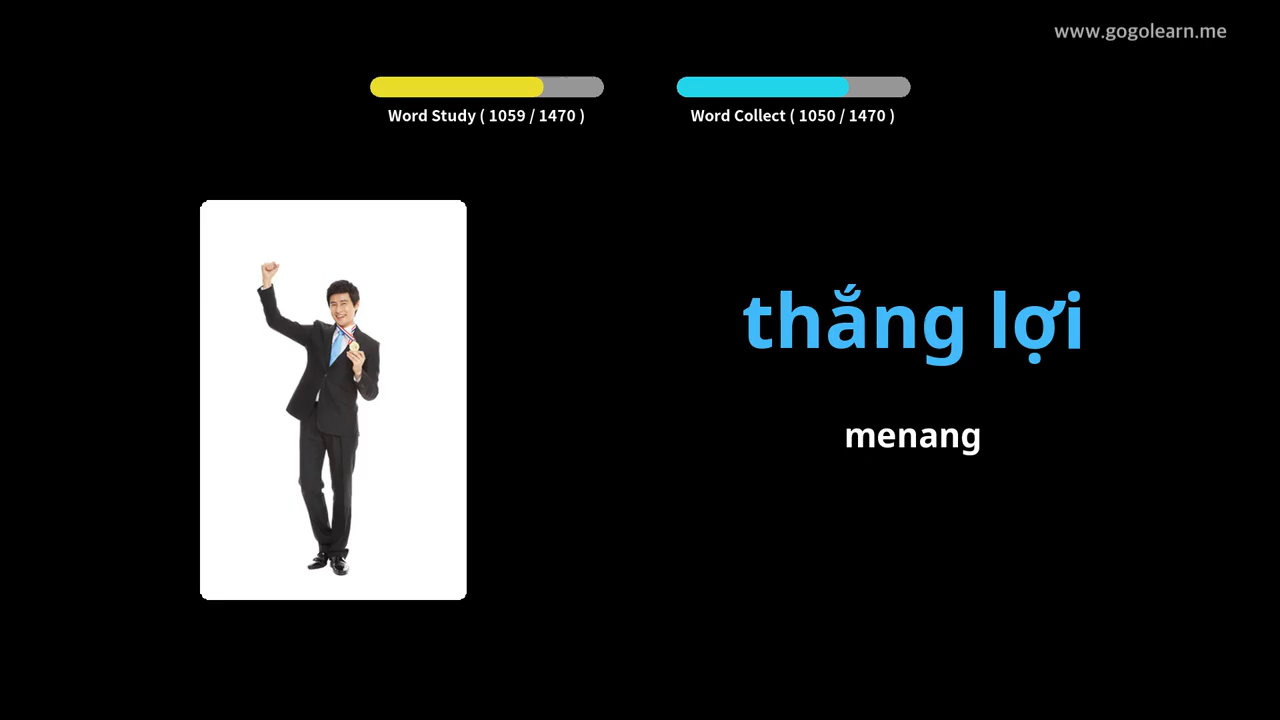 www.gogolearn.me
Word Study ( 1059 / 1470 )
Word Collect ( 1050 / 1470 )
thắng lợi
menang